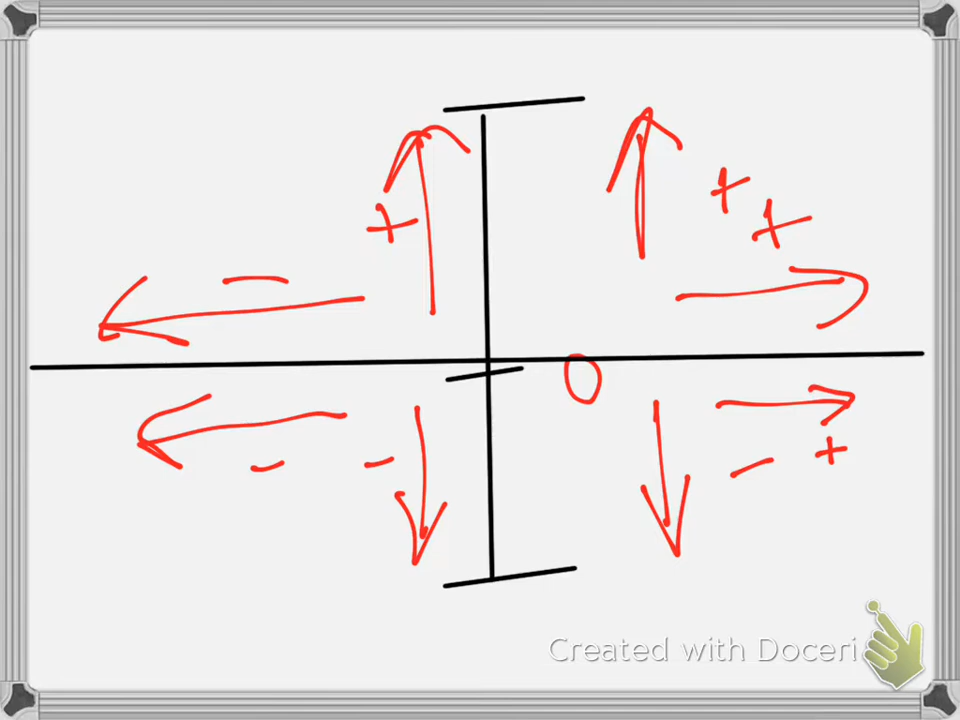 +
+
− +
0
− − − +
Created with Doceri